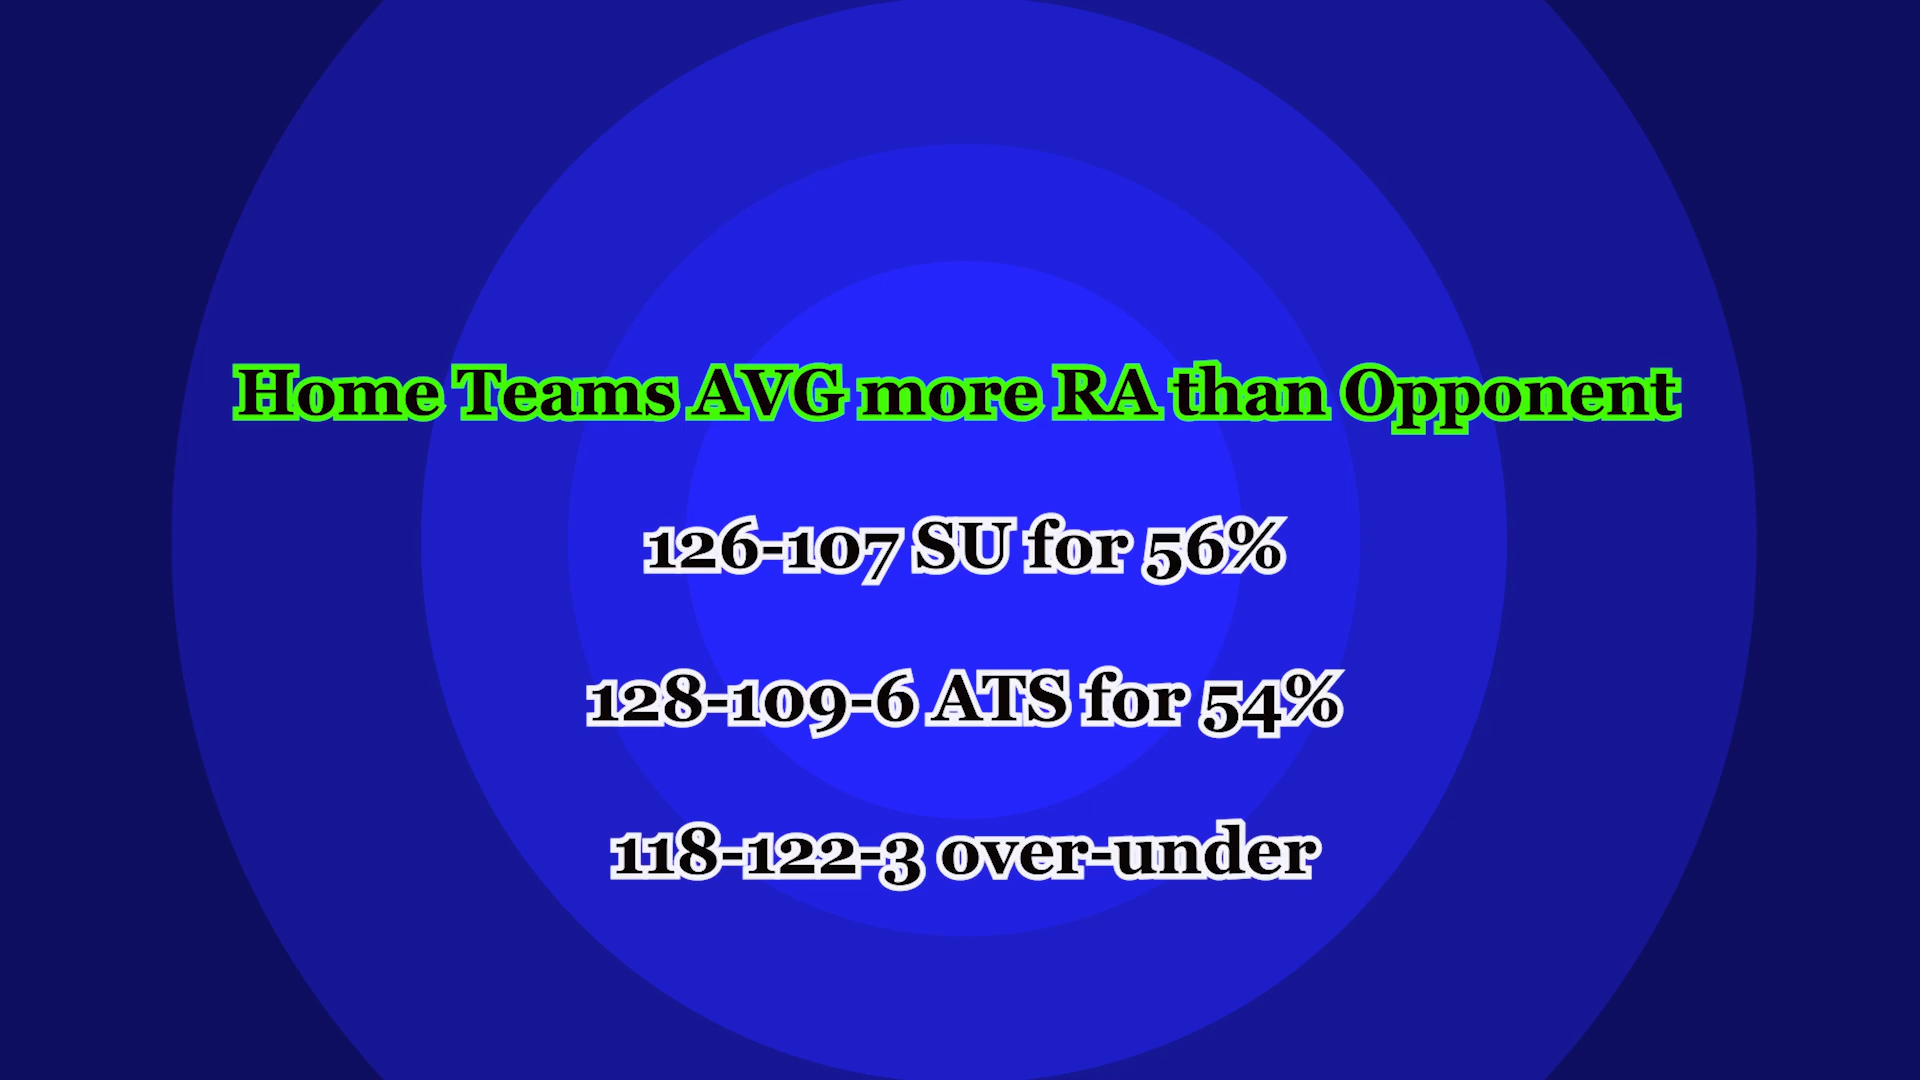 Home Teams AVG more RA than Opponent
126-107 SU for 56%
128-109-6 ATS for 54%
118-122-3 over-under